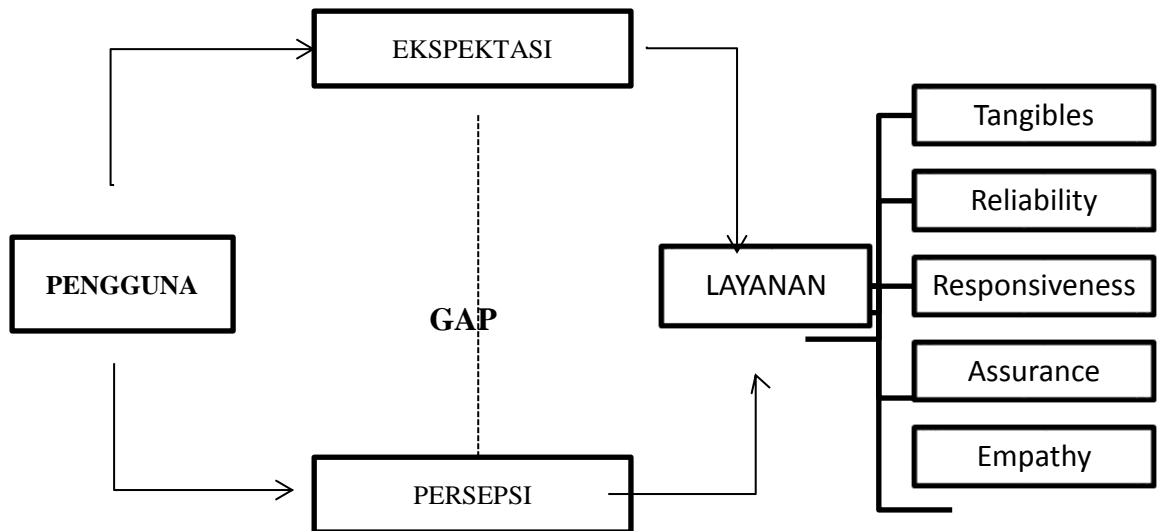 EKSPEKTASI
Tangibles
Reliability
PENGGUNA
LAYANAN
Responsiveness
GAP
Assurance
Empathy
PERSEPSI